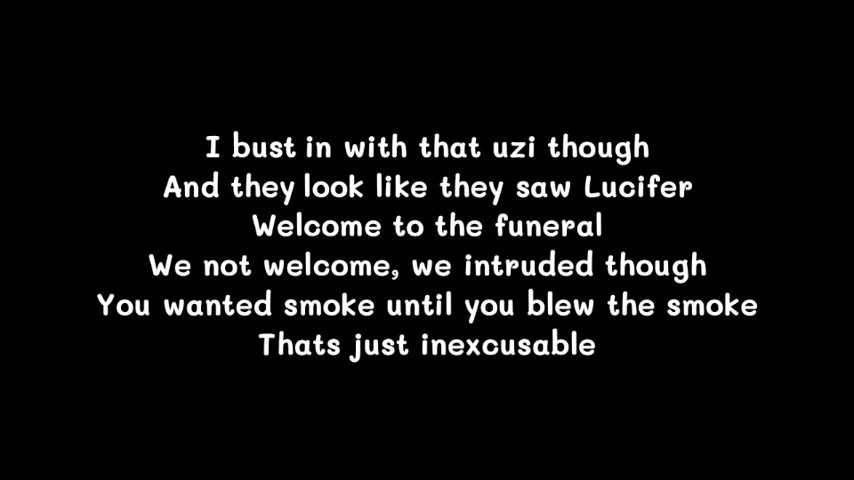 I bust in with that uzi though
And they look like they saw Lucifer
Welcome to the funeral
We not welcome, we intruded though
You wanted smoke until you blew the smoke
Thats just inexcusable